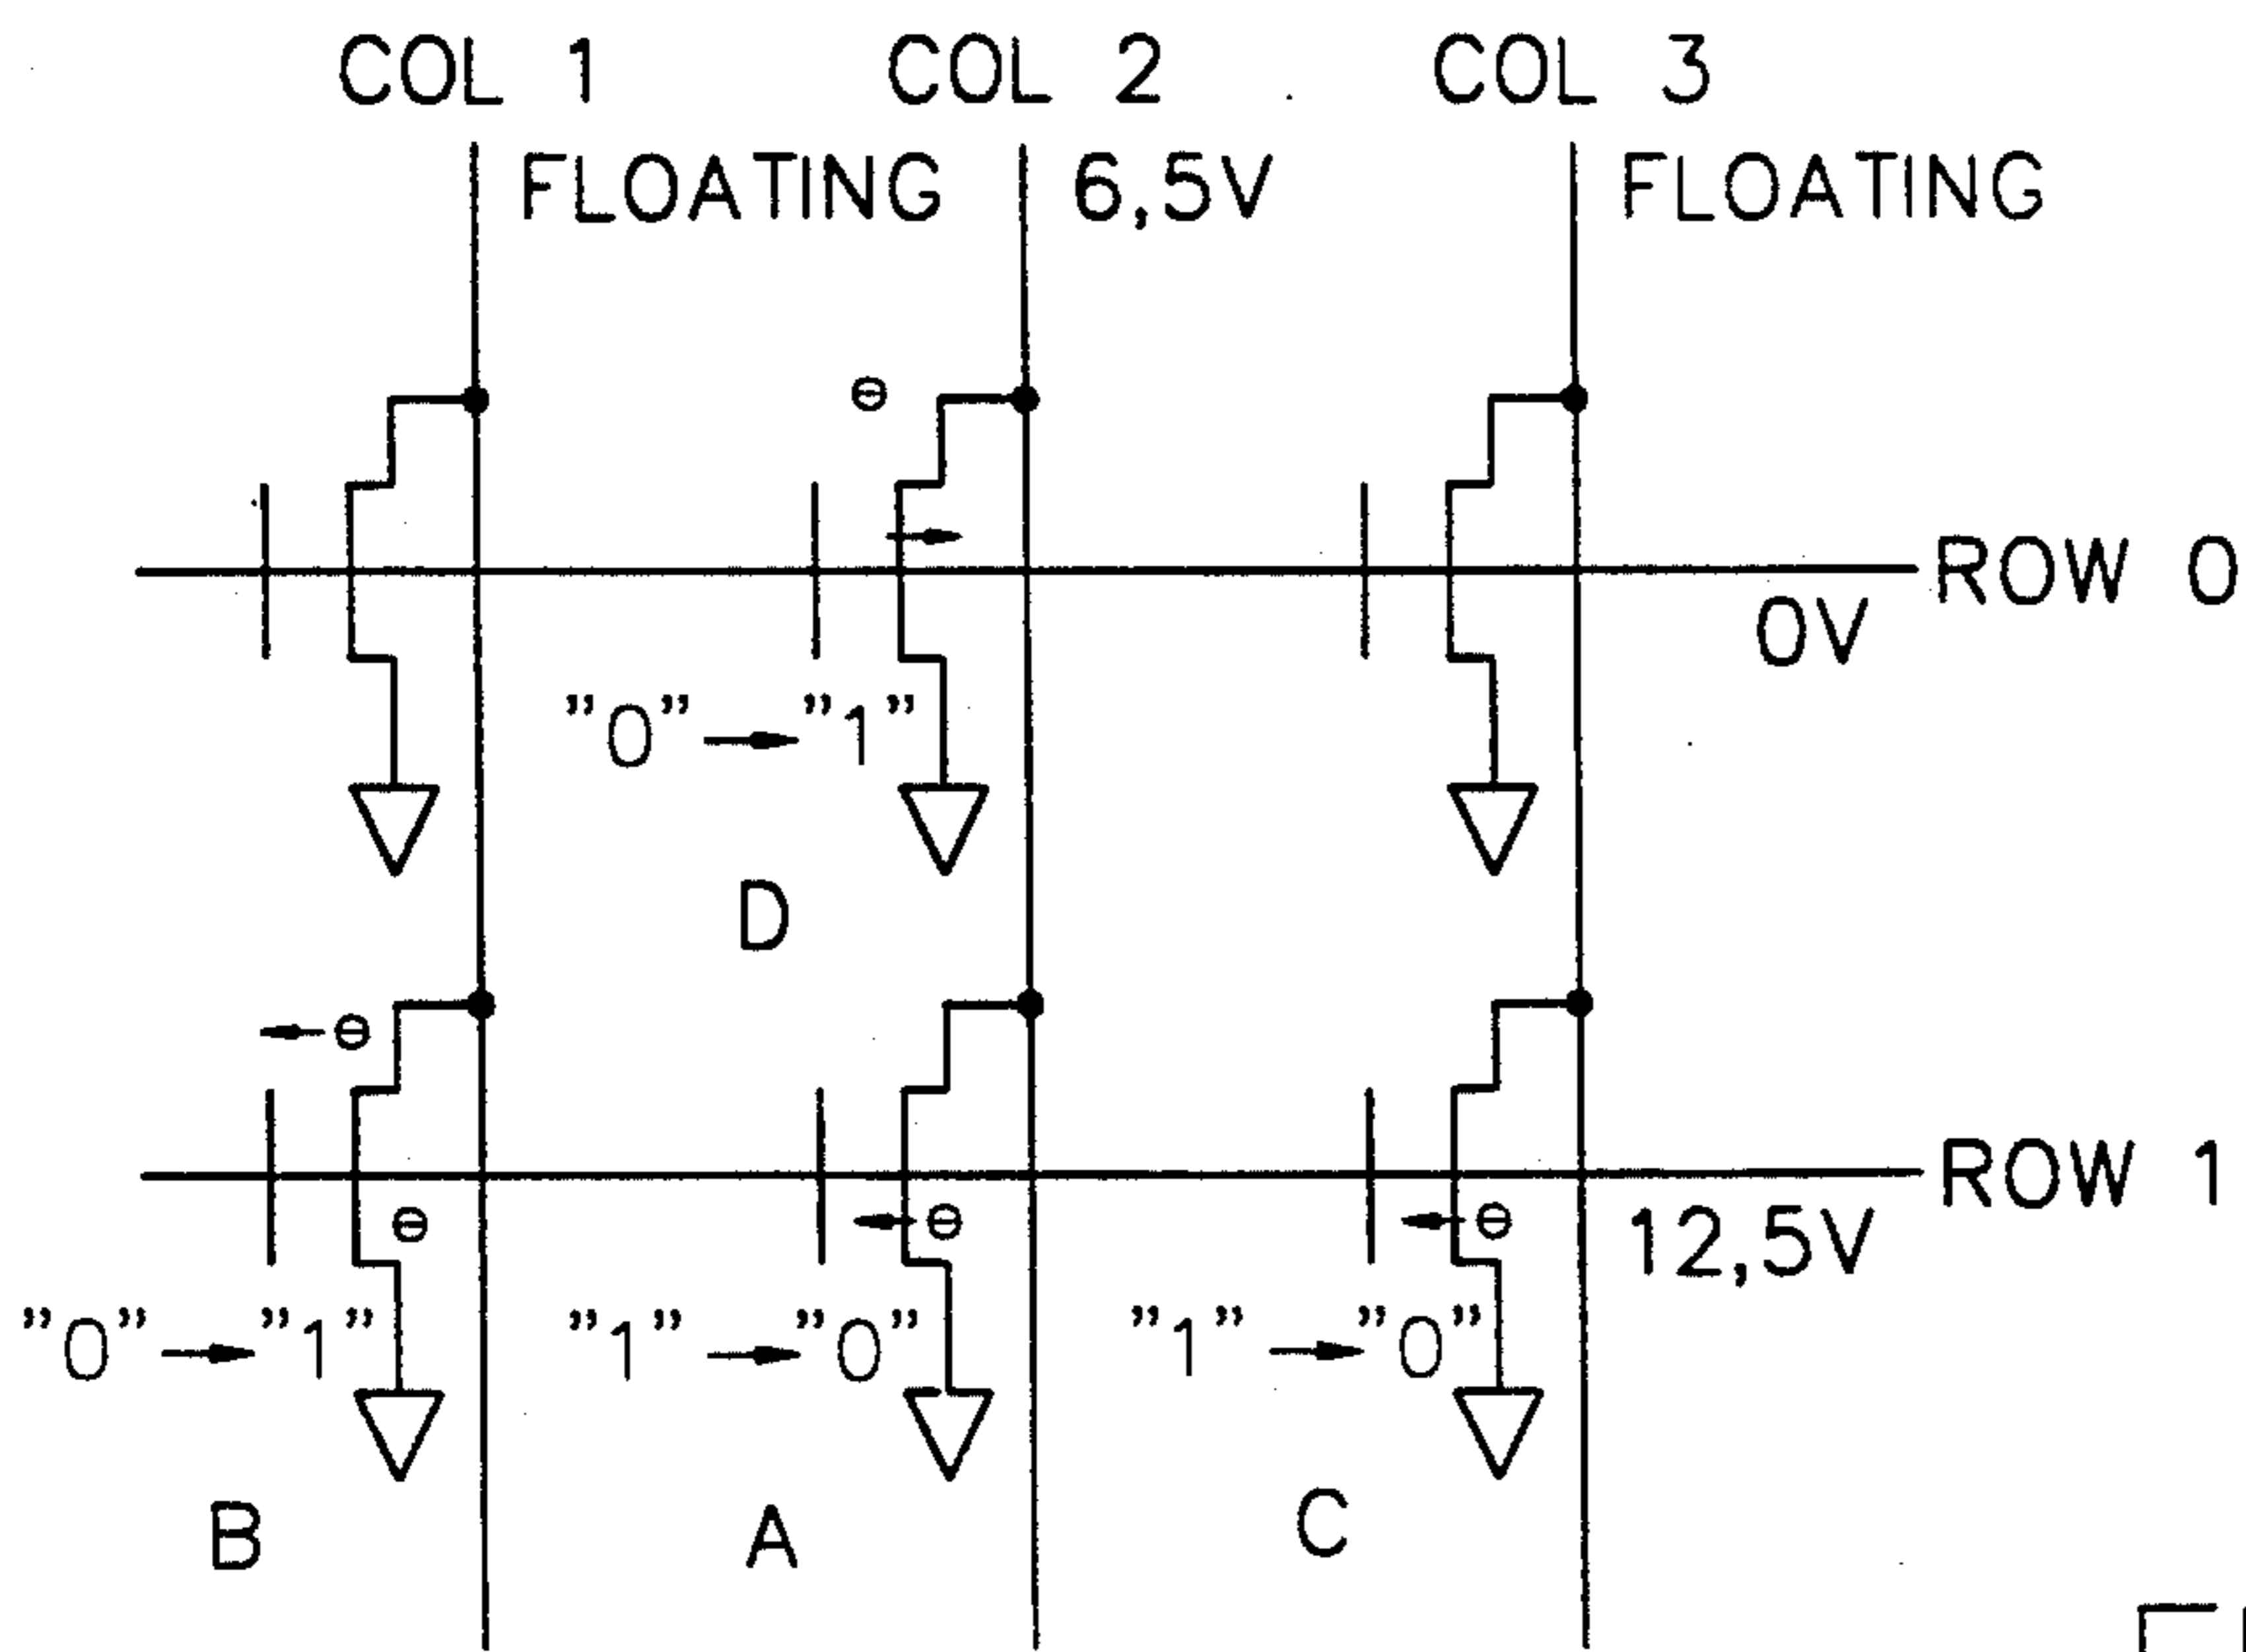 COL 1 COL 2 COL 3
FLOATING 6,5V FLOATING
⊖
ROW 0
0V
"0"→"1"
D
←⊖
ROW 1
⊖ ←⊖ ←⊖ 12,5V
"0"→"1" "1"→"0" "1"→"0"
B A C